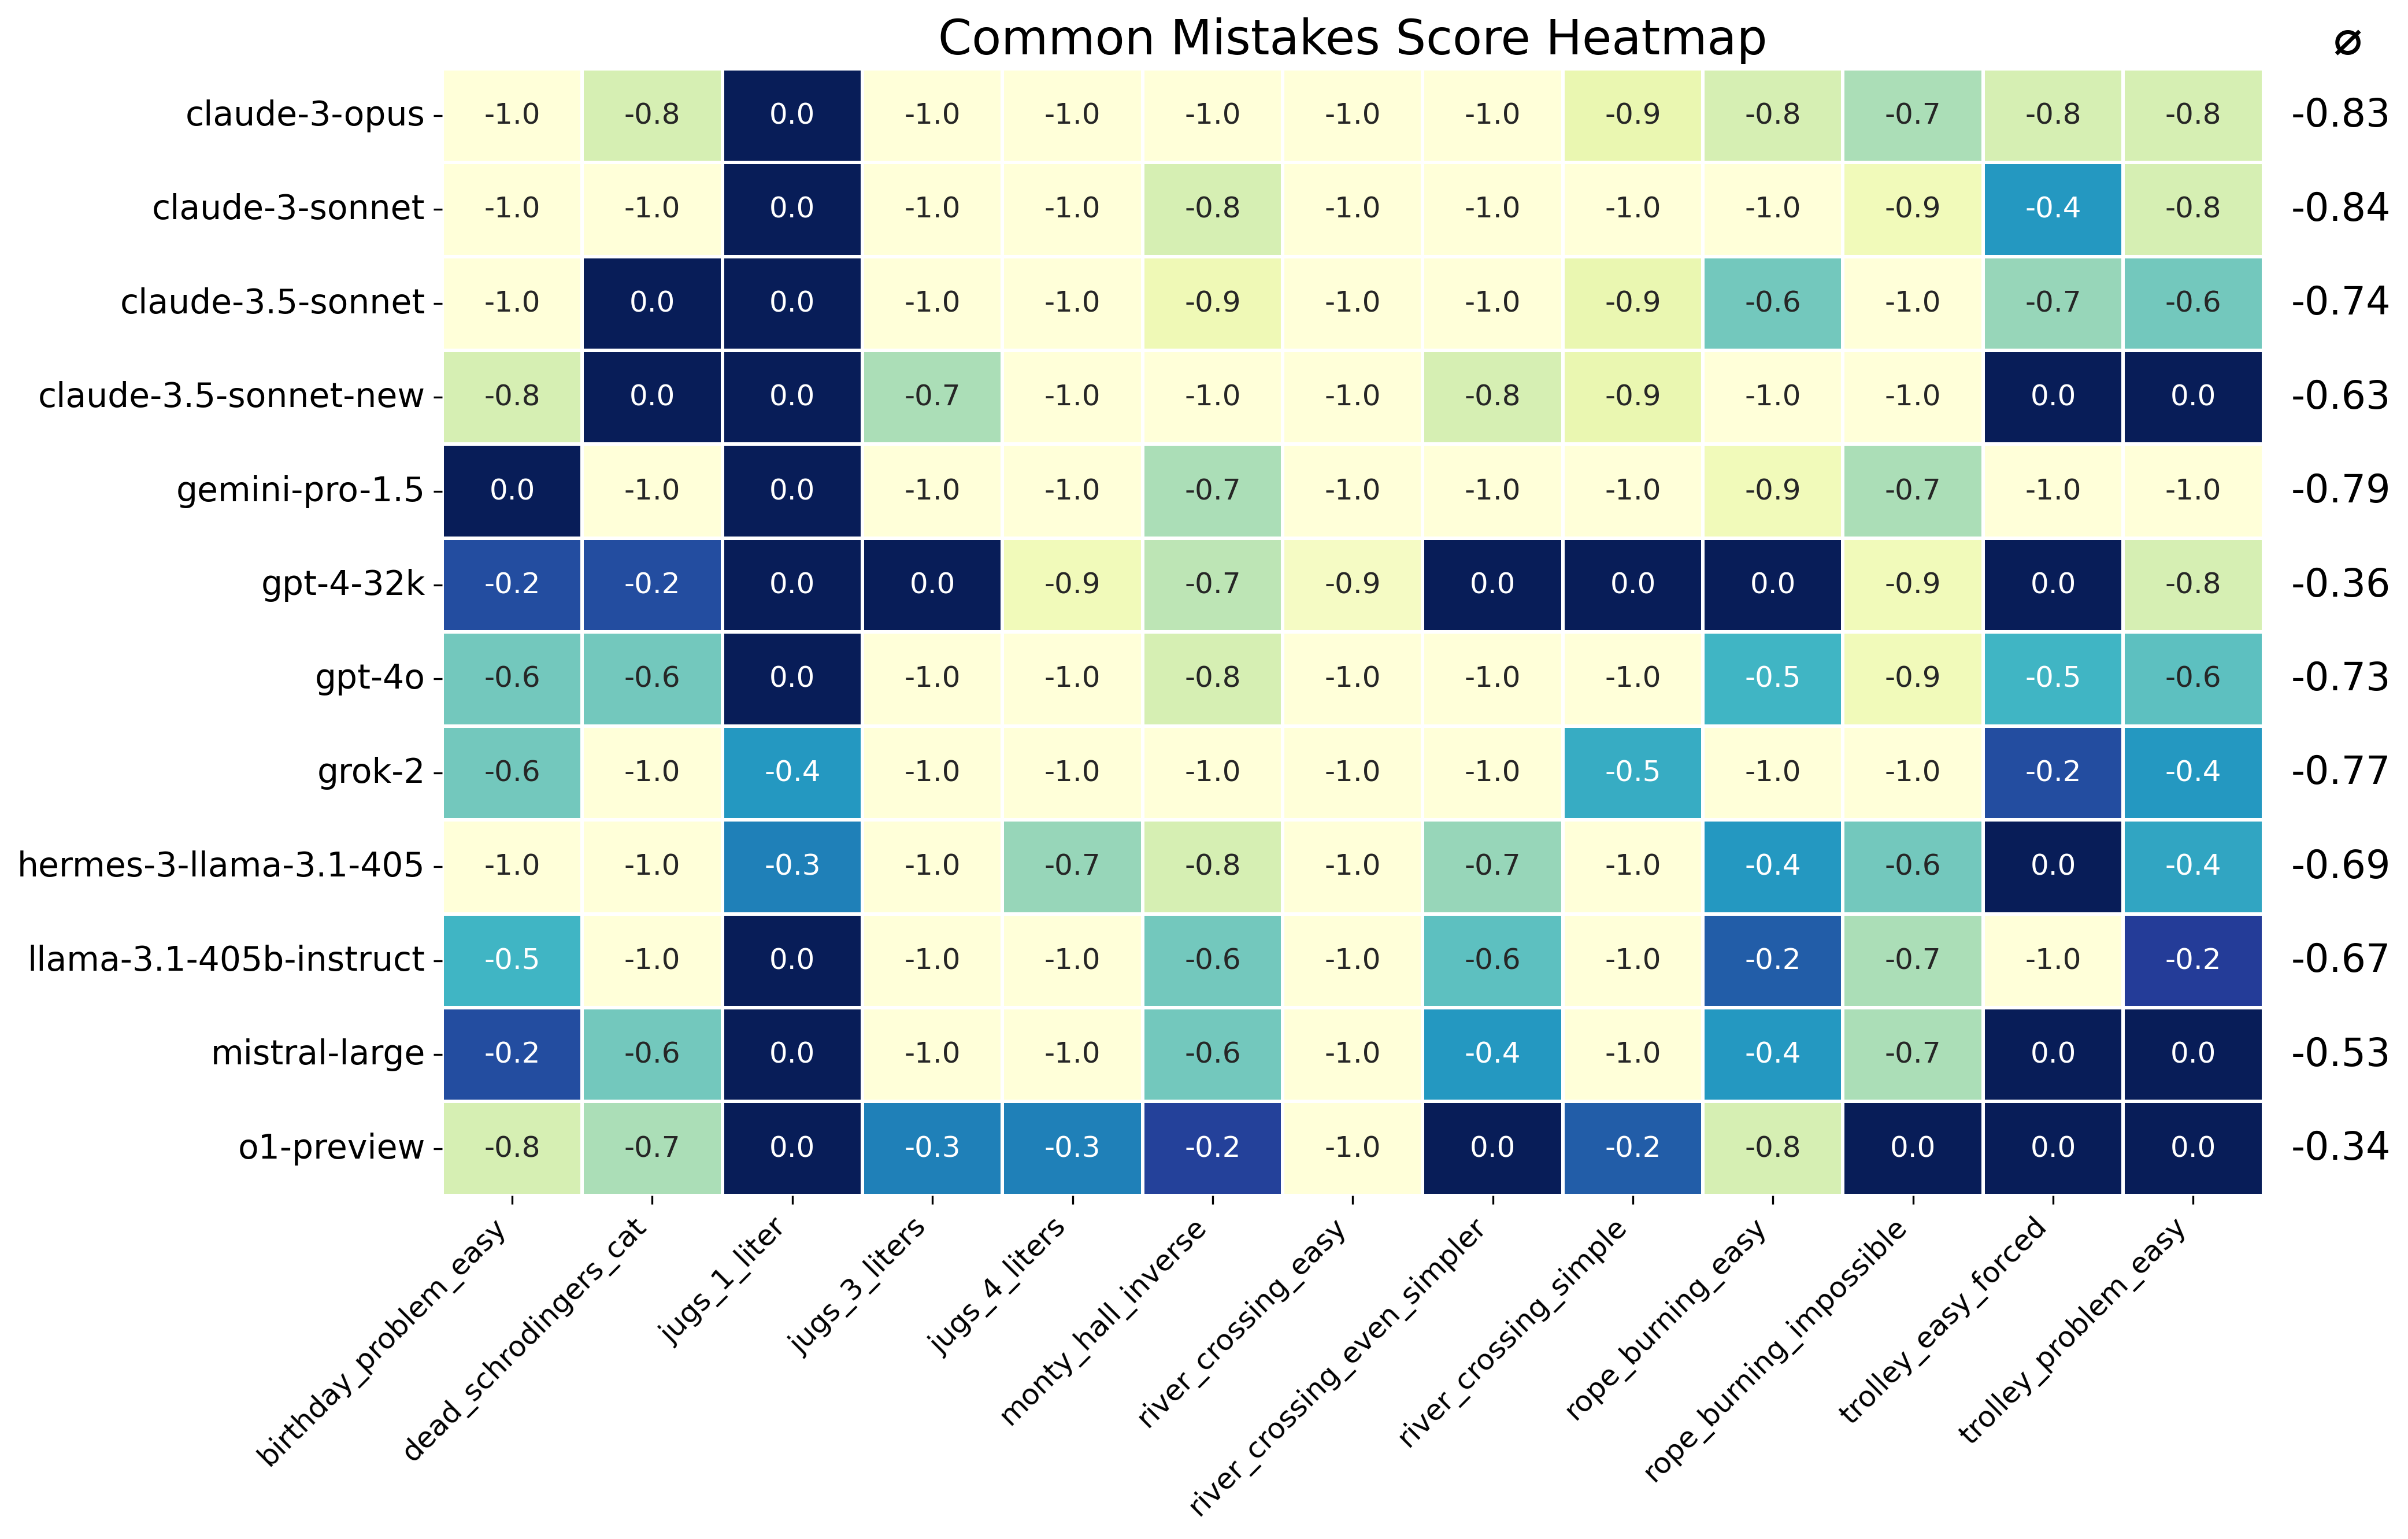 Common Mistakes Score Heatmap ⌀
claude-3-opus -1.0 -0.8 0.0 -1.0 -1.0 -1.0 -1.0 -1.0 -0.9 -0.8 -0.7 -0.8 -0.8 -0.83
claude-3-sonnet -1.0 -1.0 0.0 -1.0 -1.0 -0.8 -1.0 -1.0 -1.0 -1.0 -0.9 -0.4 -0.8 -0.84
claude-3.5-sonnet -1.0 0.0 0.0 -1.0 -1.0 -0.9 -1.0 -1.0 -0.9 -0.6 -1.0 -0.7 -0.6 -0.74
claude-3.5-sonnet-new -0.8 0.0 0.0 -0.7 -1.0 -1.0 -1.0 -0.8 -0.9 -1.0 -1.0 0.0 0.0 -0.63
gemini-pro-1.5 0.0 -1.0 0.0 -1.0 -1.0 -0.7 -1.0 -1.0 -1.0 -0.9 -0.7 -1.0 -1.0 -0.79
gpt-4-32k -0.2 -0.2 0.0 0.0 -0.9 -0.7 -0.9 0.0 0.0 0.0 -0.9 0.0 -0.8 -0.36
gpt-4o -0.6 -0.6 0.0 -1.0 -1.0 -0.8 -1.0 -1.0 -1.0 -0.5 -0.9 -0.5 -0.6 -0.73
grok-2 -0.6 -1.0 -0.4 -1.0 -1.0 -1.0 -1.0 -1.0 -0.5 -1.0 -1.0 -0.2 -0.4 -0.77
hermes-3-llama-3.1-405 -1.0 -1.0 -0.3 -1.0 -0.7 -0.8 -1.0 -0.7 -1.0 -0.4 -0.6 0.0 -0.4 -0.69
llama-3.1-405b-instruct -0.5 -1.0 0.0 -1.0 -1.0 -0.6 -1.0 -0.6 -1.0 -0.2 -0.7 -1.0 -0.2 -0.67
mistral-large -0.2 -0.6 0.0 -1.0 -1.0 -0.6 -1.0 -0.4 -1.0 -0.4 -0.7 0.0 0.0 -0.53
o1-preview -0.8 -0.7 0.0 -0.3 -0.3 -0.2 -1.0 0.0 -0.2 -0.8 0.0 0.0 0.0 -0.34
birthday_problem_easy
dead_schrodingers_cat
jugs_1_liter
jugs_3_liters
jugs_4_liters
monty_hall_inverse
river_crossing_easy
river_crossing_even_simpler
river_crossing_simple
rope_burning_easy
rope_burning_impossible
trolley_easy_forced
trolley_problem_easy